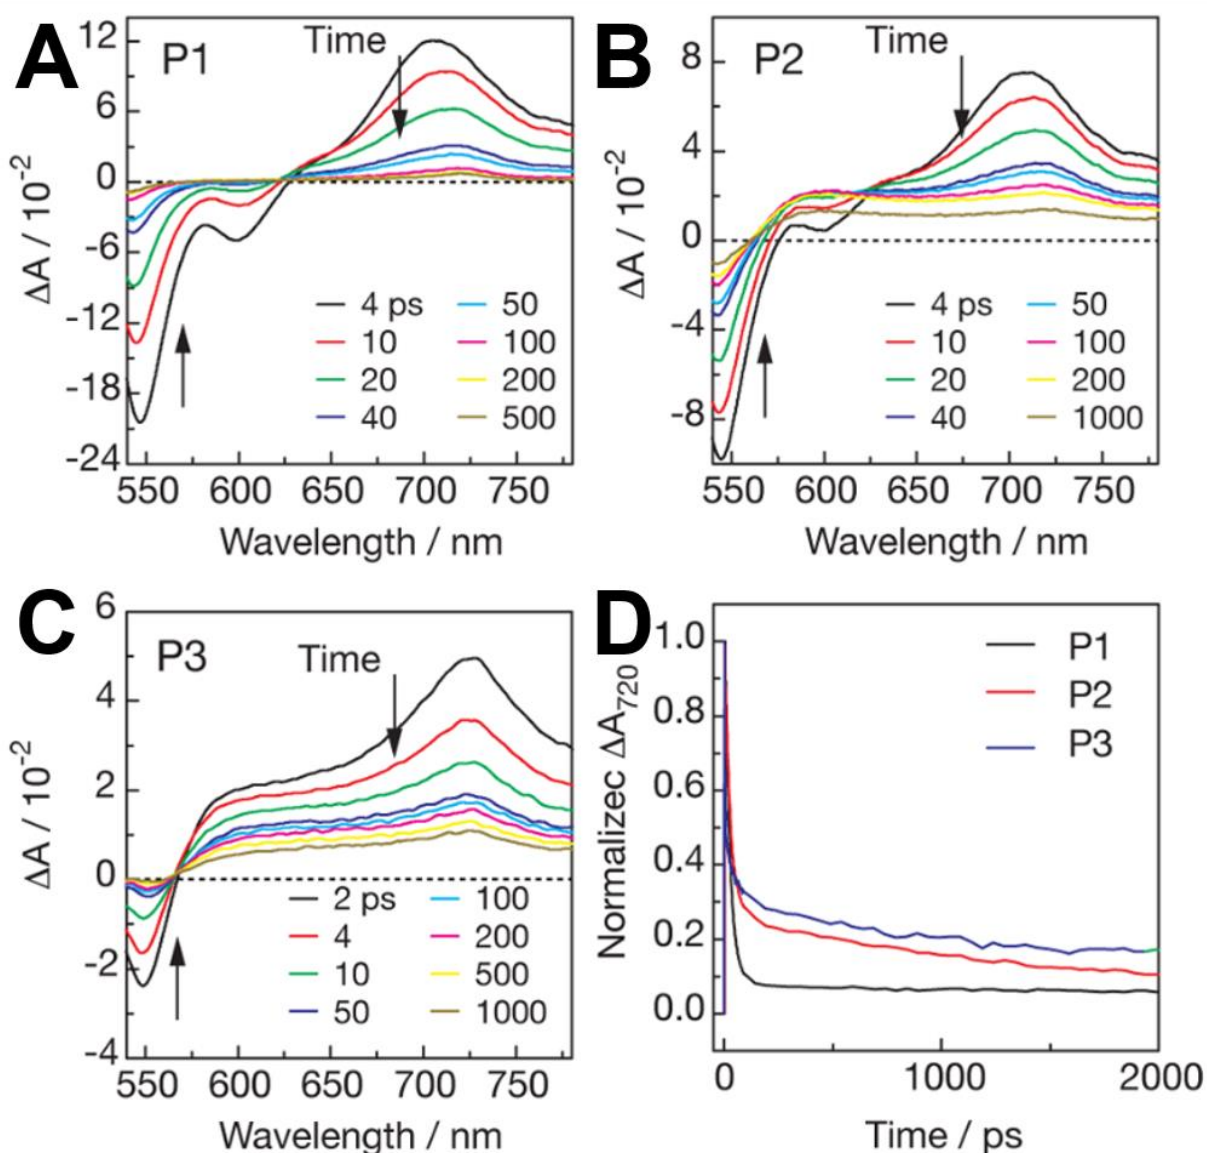 A
P1
Time
12
6
0
-6
-12
-18
-24
ΔA / 10-2
4 ps
10
20
40
50
100
200
500
550 600 650 700 750
Wavelength / nm
B
P2
Time
8
4
0
-4
-8
ΔA / 10-2
4 ps
10
20
40
50
100
200
1000
550 600 650 700 750
Wavelength / nm
C
P3
Time
6
4
2
0
-2
-4
ΔA / 10-2
2 ps
4
10
50
100
200
500
1000
550 600 650 700 750
Wavelength / nm
D
1.0
0.8
0.6
0.4
0.2
0.0
Normalizec ΔA720
P1
P2
P3
0 1000 2000
Time / ps